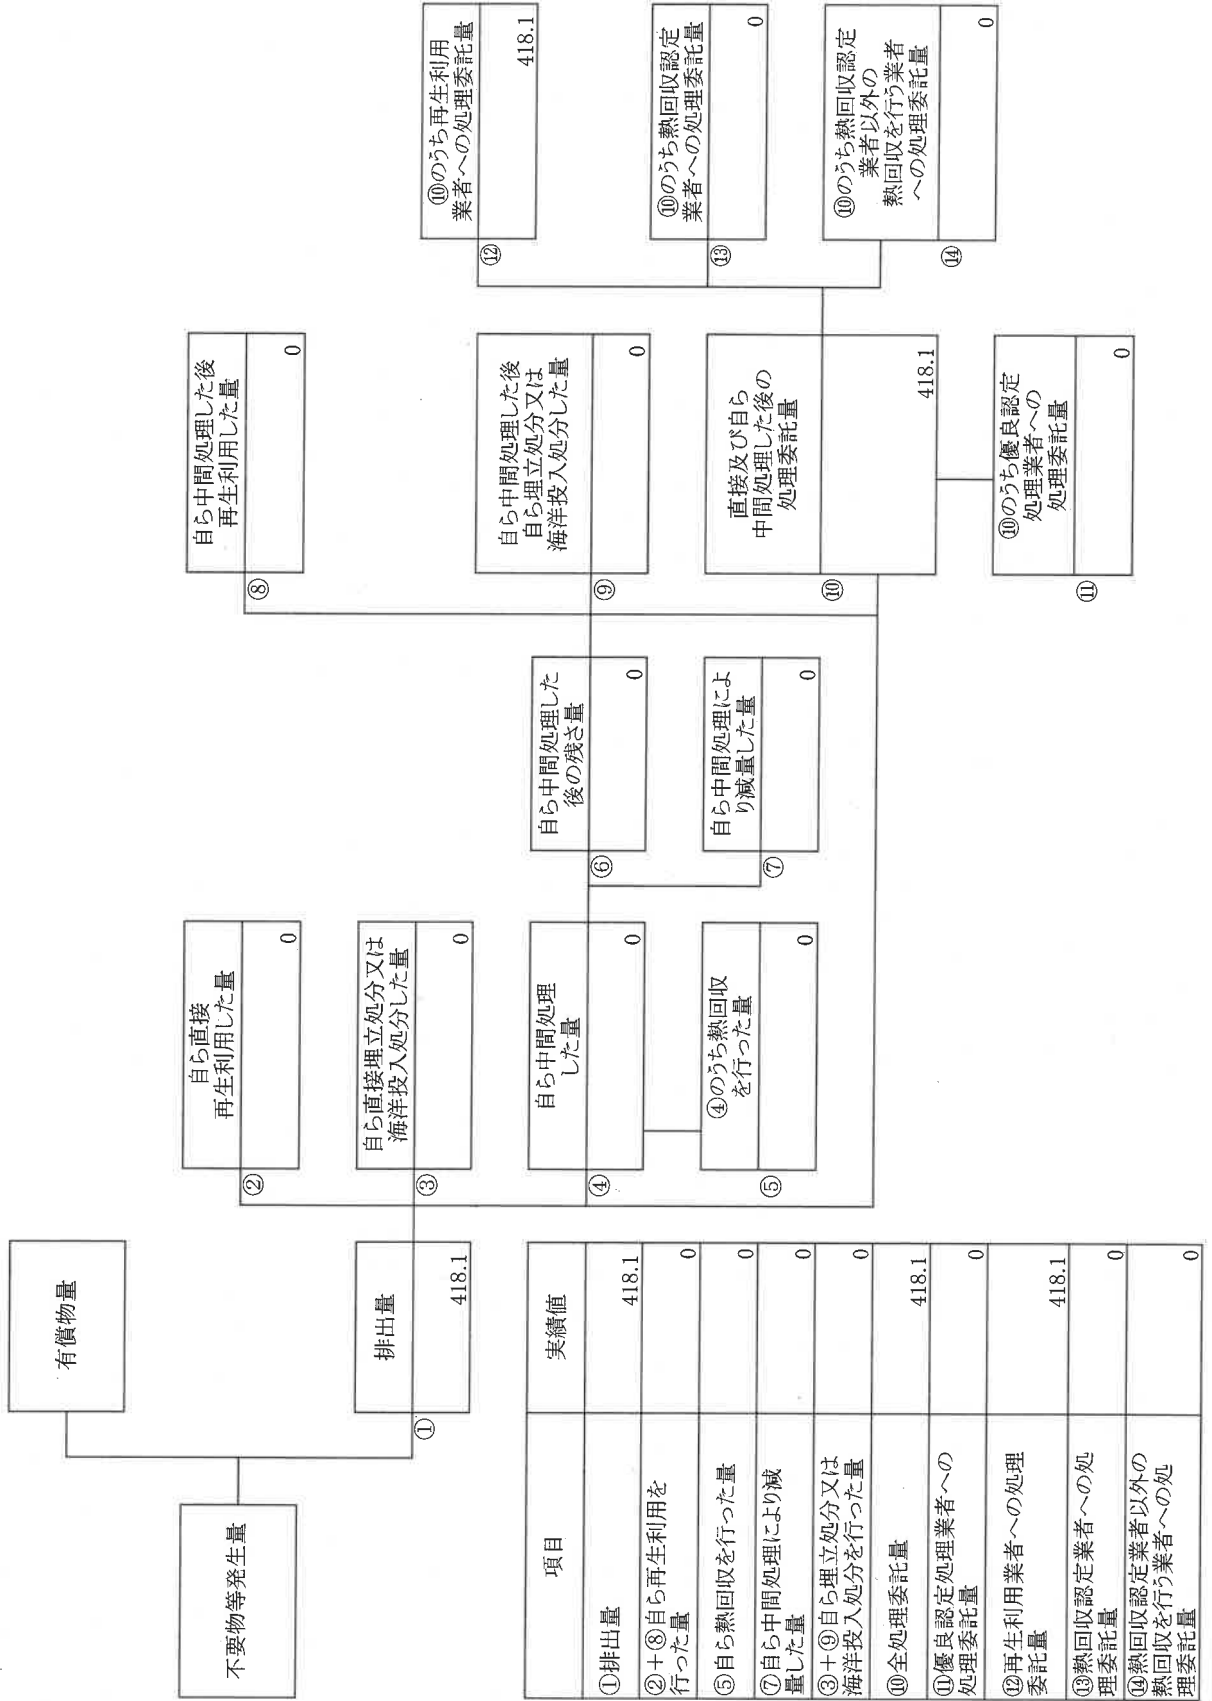 不要物等発生量
有償物量
①
排出量
418.1
②
自ら直接
再生利用した量
0
③
自ら直接埋立処分又は
海洋投入処分した量
0
④
自ら中間処理
した量
0
⑤
④のうち熱回収
を行った量
0
⑥
自ら中間処理した
後の残さ量
0
⑦
自ら中間処理によ
り減量した量
0
⑧
自ら中間処理した後
再生利用した量
0
⑨
自ら中間処理した後
自ら埋立処分又は
海洋投入処分した量
0
⑩
直接及び自ら
中間処理した後の
処理委託量
418.1
⑪
⑩のうち優良認定
処理業者への
処理委託量
0
⑫
⑩のうち再生利用
業者への処理委託量
418.1
⑬
⑩のうち熱回収認定
業者への処理委託量
0
⑭
⑩のうち熱回収認定
業者以外の
熱回収を行う業者
への処理委託量
0
項目
実績値
①排出量
418.1
②+⑧自ら再生利用を
行った量
0
⑤自ら熱回収を行った量
0
⑦自ら中間処理により減
量した量
0
③+⑨自ら埋立処分又は
海洋投入処分を行った量
0
⑩全処理委託量
418.1
⑪優良認定処理業者への
処理委託量
0
⑫再生利用業者への処理
委託量
418.1
⑬熱回収認定業者への処
理委託量
0
⑭熱回収認定業者以外の
熱回収を行う業者への処
理委託量
0